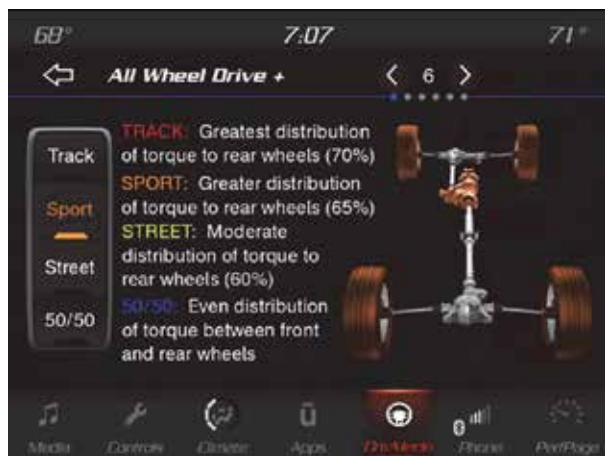 68° 7:07 71°
All Wheel Drive + 6
Track
Sport
Street
50/50
TRACK: Greatest distribution
of torque to rear wheels (70%)
SPORT: Greater distribution
of torque to rear wheels (65%)
STREET: Moderate
distribution of torque to
rear wheels (60%)
50/50: Even distribution
of torque between front
and rear wheels
Media Controls Climate Apps Phone